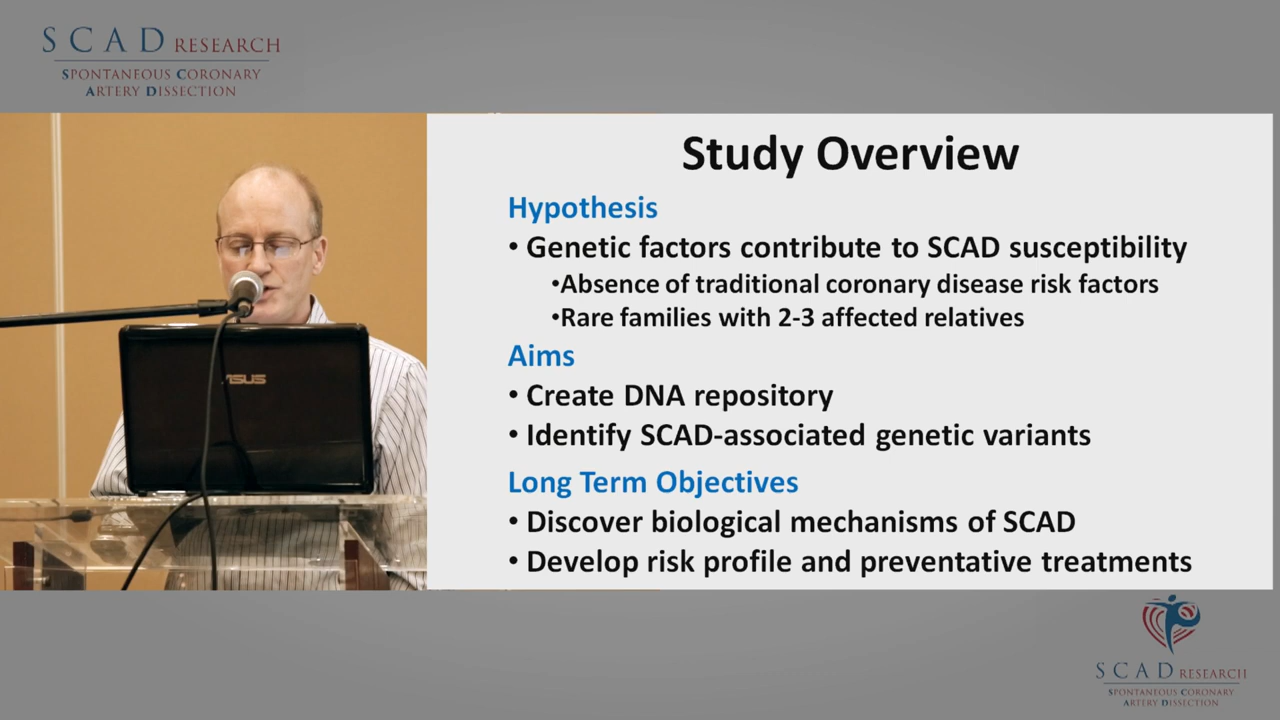 SCAD RESEARCH
SPONTANEOUS CORONARY
ARTERY DISSECTION
Study Overview
Hypothesis
• Genetic factors contribute to SCAD susceptibility
•Absence of traditional coronary disease risk factors
•Rare families with 2-3 affected relatives
Aims
• Create DNA repository
• Identify SCAD-associated genetic variants
Long Term Objectives
• Discover biological mechanisms of SCAD
• Develop risk profile and preventative treatments
ASUS
SCAD RESEARCH
SPONTANEOUS CORONARY
ARTERY DISSECTION